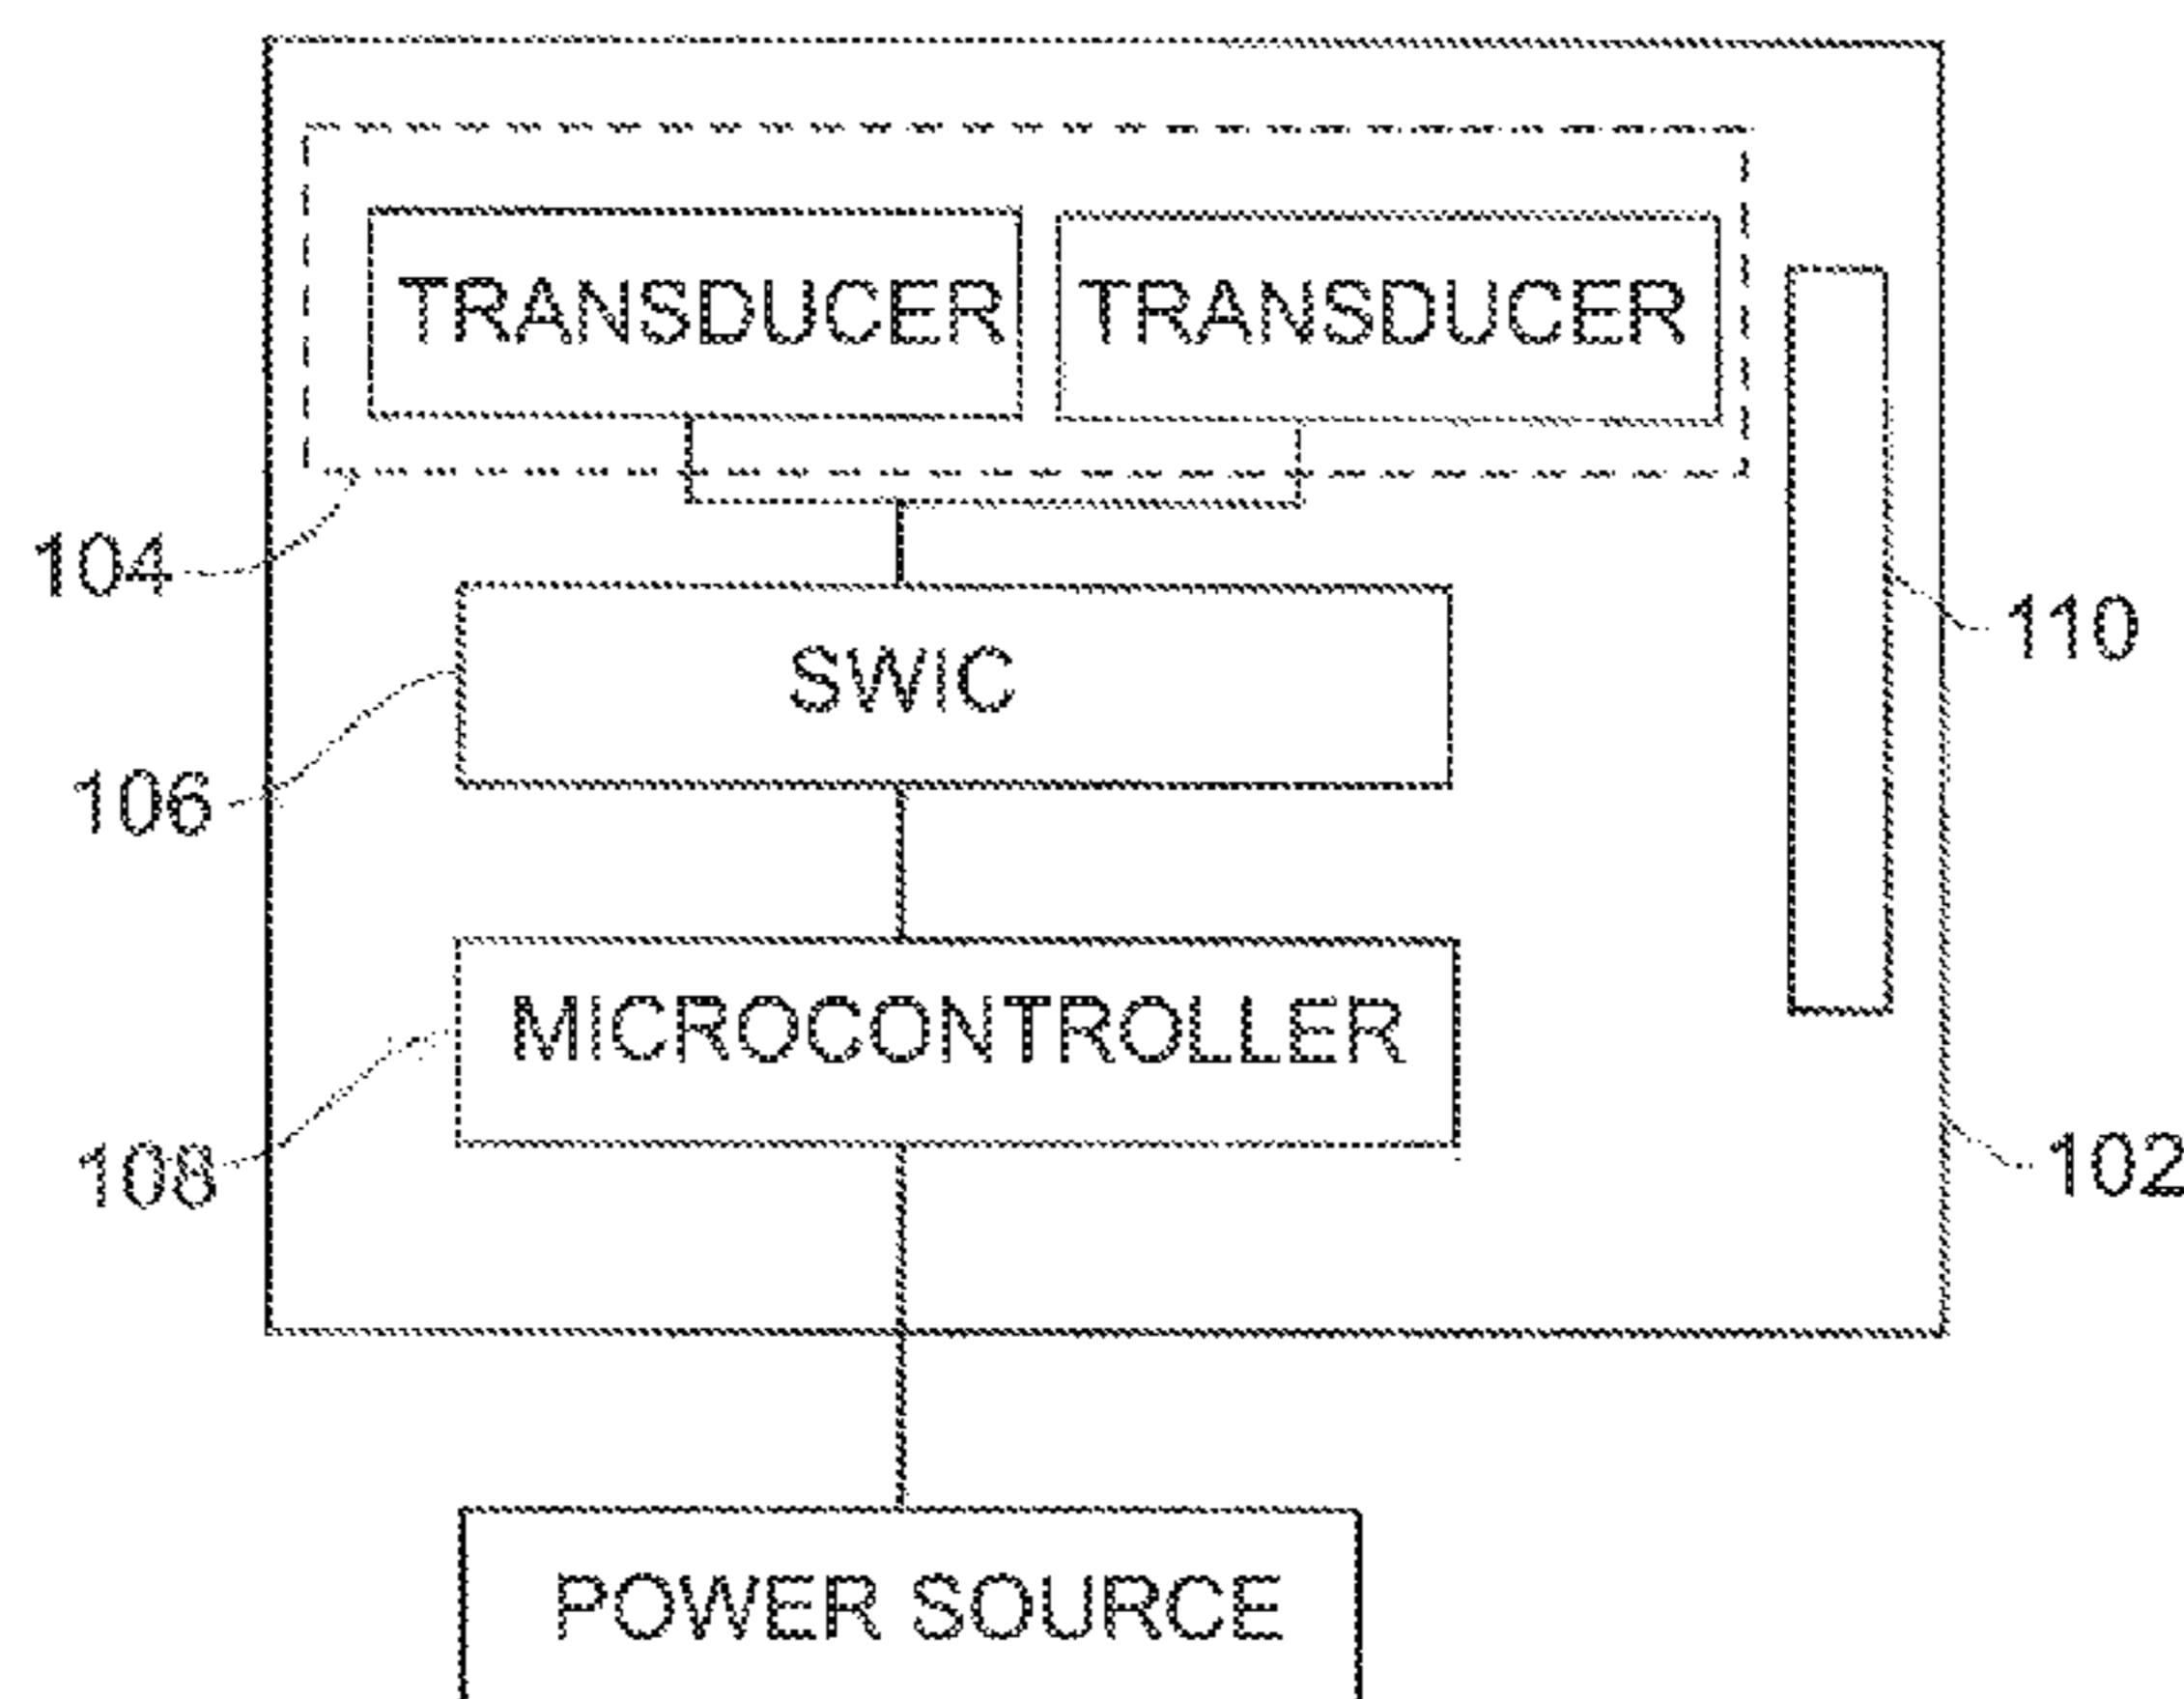 TRANSDUCER TRANSDUCER
104
110
SWIC
106
MICROCONTROLLER
108
102
POWER SOURCE